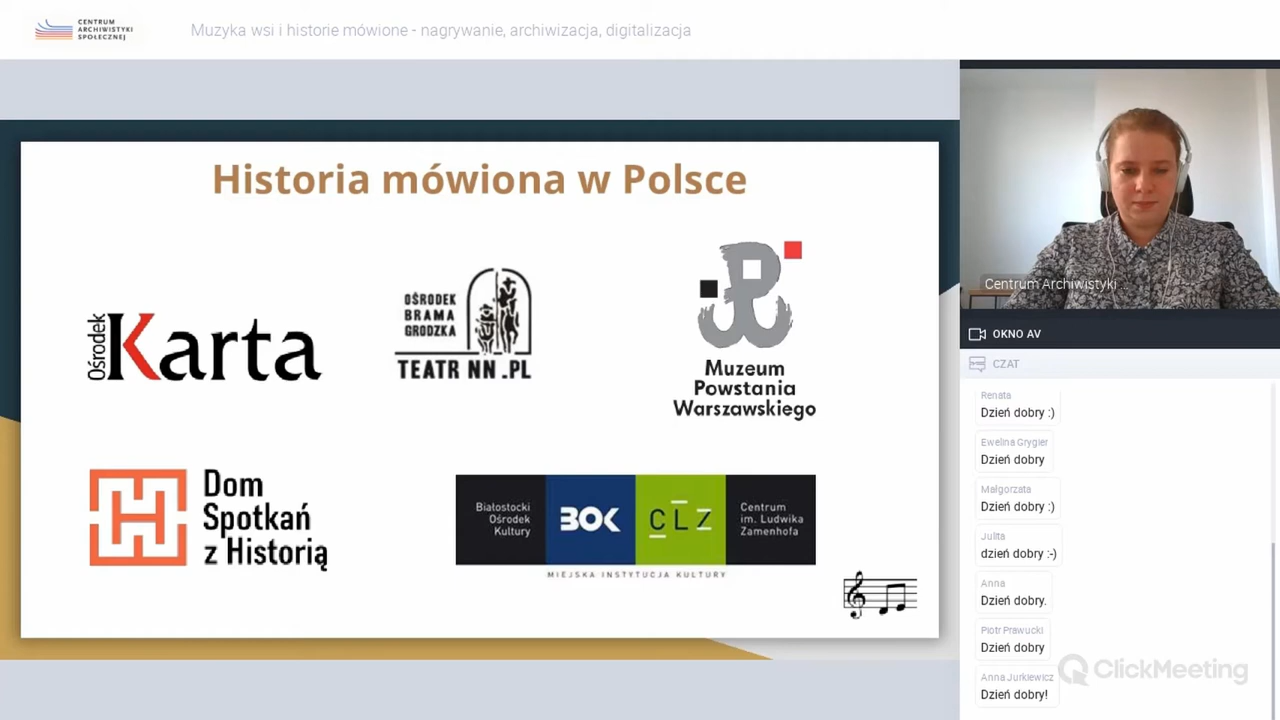 CENTRUM
ARCHIWISTYKI
SPOŁECZNEJ
Muzyka wsi i historie mówione - nagrywanie, archiwizacja, digitalizacja
Historia mówiona w Polsce
Ośrodek
Karta
OŚRODEK
BRAMA
GRODZKA
TEATR NN.PL
Muzeum
Powstania
Warszawskiego
Dom
Spotkań
z Historią
Białostocki
Ośrodek
Kultury
BOK
CLZ
Centrum
im. Ludwika
Zamenhofa
MIEJSKA INSTYTUCJA KULTURY
Centrum Archiwistyki ...
OKNO AV
CZAT
Renata
Dzień dobry :)
Ewelina Grygier
Dzień dobry
Małgorzata
Dzień dobry :)
Julita
dzień dobry :-)
Anna
Dzień dobry.
Piotr Prawucki
Dzień dobry
Anna Jurkiewicz
Dzień dobry!
ClickMeeting